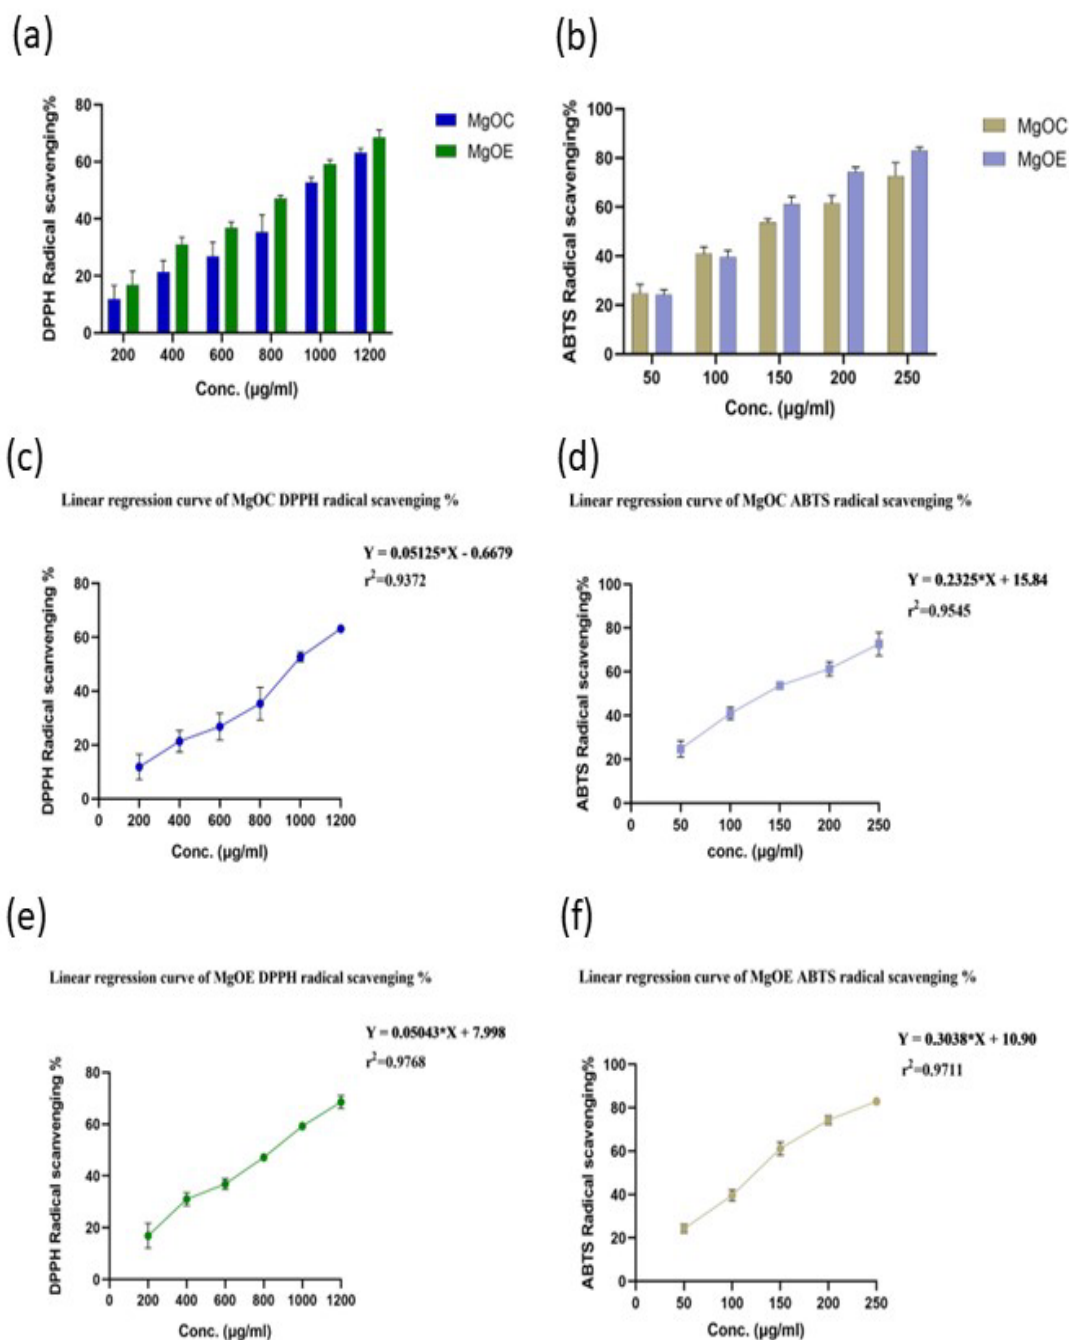 (a)
DPPH Radical scavenging%
80
60
40
20
0
200 400 600 800 1000 1200
Conc. (µg/ml)
MgOC
MgOE
(b)
ABTS Radical scavenging%
100
80
60
40
20
0
50 100 150 200 250
Conc. (µg/ml)
MgOC
MgOE
(c)
Linear regression curve of MgOC DPPH radical scavenging %
Y = 0.05125*X - 0.6679
r²=0.9372
DPPH Radical scanvenging %
80
60
40
20
0
0 200 400 600 800 1000 1200
Conc. (µg/ml)
(d)
Linear regression curve of MgOC ABTS radical scavenging %
Y = 0.2325*X + 15.84
r²=0.9545
ABTS Radical scavenging%
100
80
60
40
20
0
0 50 100 150 200 250
conc. (µg/ml)
(e)
Linear regression curve of MgOE DPPH radical scavenging %
Y = 0.05043*X + 7.998
r²=0.9768
DPPH Radical scanvenging %
80
60
40
20
0
0 200 400 600 800 1000 1200
Conc. (µg/ml)
(f)
Linear regression curve of MgOE ABTS radical scavenging %
Y = 0.3038*X + 10.90
r²=0.9711
ABTS Radical scavenging%
100
80
60
40
20
0
0 50 100 150 200 250
Conc. (µg/ml)